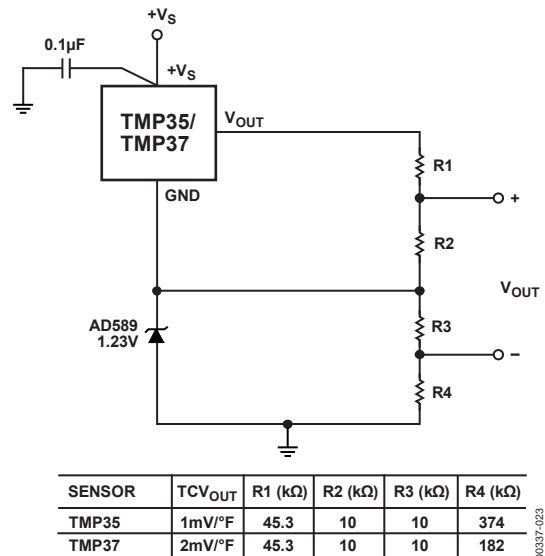 +VS
0.1µF
+VS
TMP35/
TMP37
VOUT
R1
GND
+
R2
VOUT
AD589
1.23V
R3
–
R4
SENSOR TCVOUT R1 (kΩ) R2 (kΩ) R3 (kΩ) R4 (kΩ)
TMP35 1mV/°F 45.3 10 10 374
TMP37 2mV/°F 45.3 10 10 182
00337-023